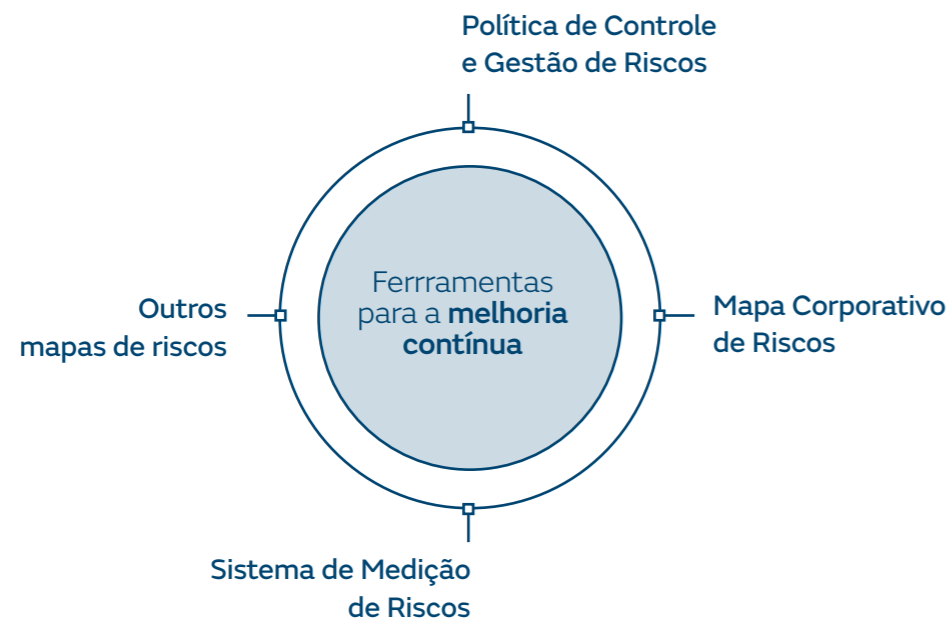 Política de Controle
e Gestão de Riscos
Ferrramentas
para a melhoria
contínua
Outros
mapas de riscos
Mapa Corporativo
de Riscos
Sistema de Medição
de Riscos